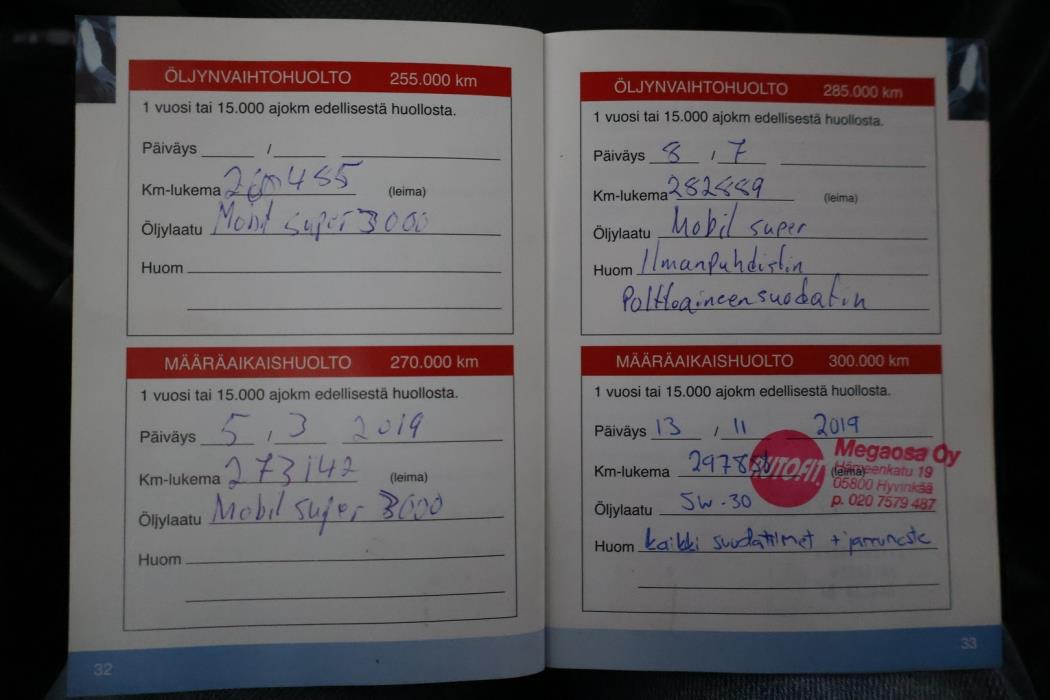 ÖLJYNVAIHTOHUOLTO 255.000 km
1 vuosi tai 15.000 ajokm edellisestä huollosta.
Päiväys /
Km-lukema (leima)
Öljylaatu Mobil super 3000
Huom
MÄÄRÄAIKAISHUOLTO 270.000 km
1 vuosi tai 15.000 ajokm edellisestä huollosta.
Päiväys 5 , 3 2019
Km-lukema 273142 (leima)
Öljylaatu Mobil super 3000
Huom
32
ÖLJYNVAIHTOHUOLTO 285.000 km
1 vuosi tai 15.000 ajokm edellisestä huollosta.
Päiväys 8 / 7
Km-lukema 282889 (leima)
Öljylaatu Mobil super
Huom Ilmanpuhdistin
Polttoaineensuodatin
MÄÄRÄAIKAISHUOLTO 300.000 km
1 vuosi tai 15.000 ajokm edellisestä huollosta.
Päiväys 13 / 11 2019
Km-lukema (leima)
AUTOFIT
Megaosa Oy
Hämeenkatu 19
05800 Hyvinkää
p. 020 7579 487
Öljylaatu 5W-30
Huom kaikki suodattimet + jarruneste
33